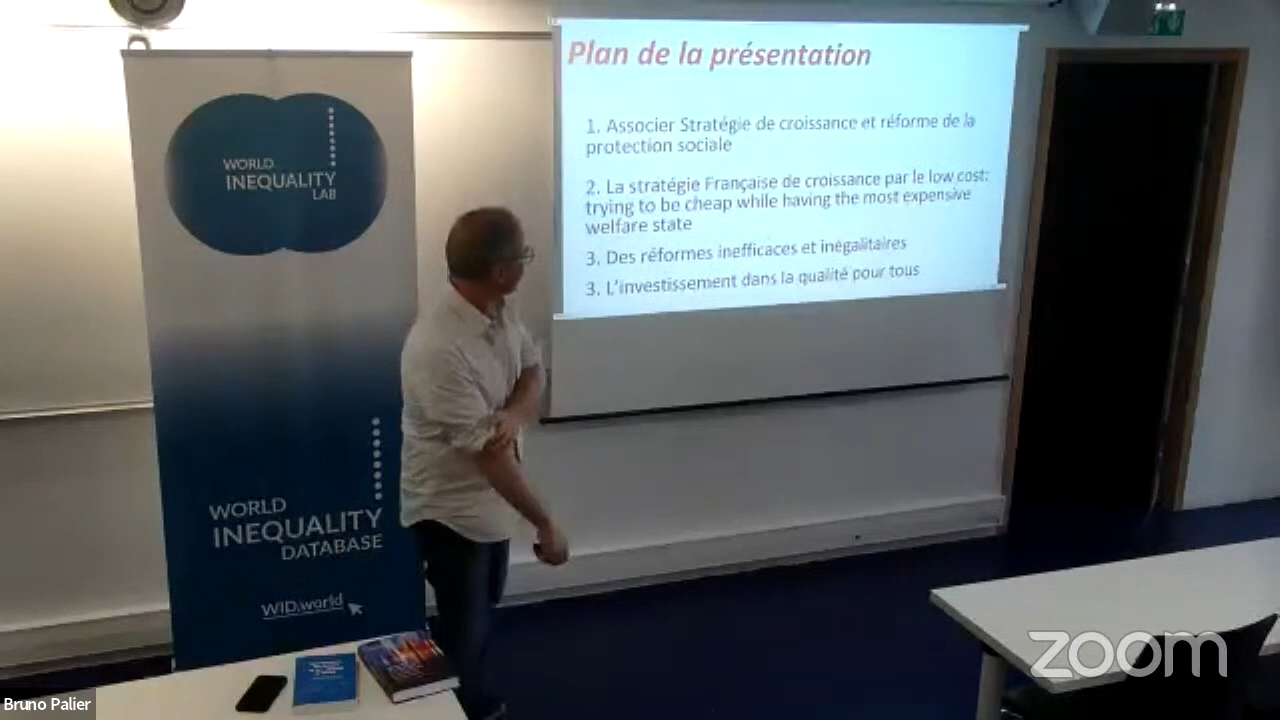 WORLD
INEQUALITY
LAB
WORLD
INEQUALITY
DATABASE
WID.world
Plan de la présentation
1. Associer Stratégie de croissance et réforme de la
protection sociale
2. La stratégie Française de croissance par le low cost:
trying to be cheap while having the most expensive
welfare state
3. Des réformes inefficaces et inégalitaires
3. L'investissement dans la qualité pour tous
zoom
Bruno Palier